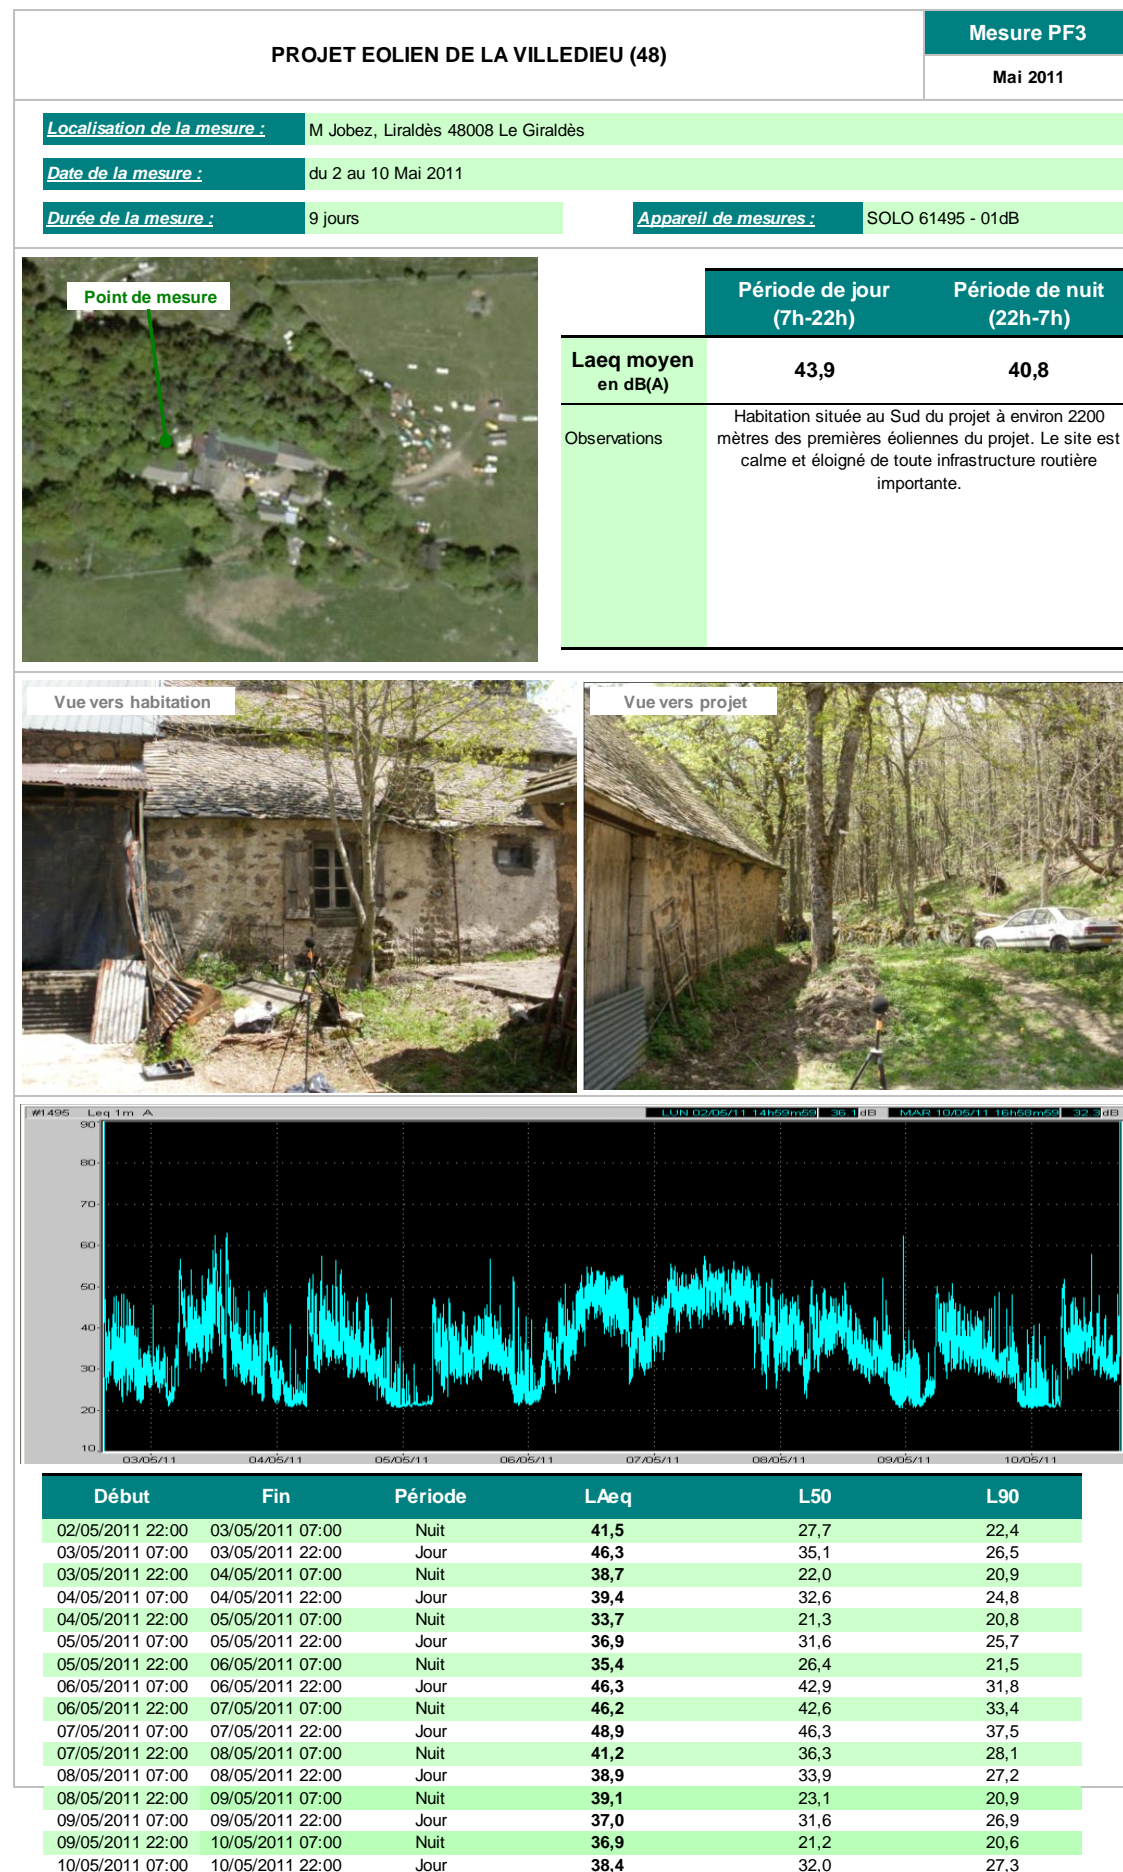 PROJET EOLIEN DE LA VILLEDIEU (48)
Mesure PF3
Mai 2011
Localisation de la mesure :
M Jobez, Liraldès 48008 Le Giraldès
Date de la mesure :
du 2 au 10 Mai 2011
Durée de la mesure :
9 jours
Appareil de mesures :
SOLO 61495 - 01dB
Point de mesure
Période de jour
(7h-22h)
Période de nuit
(22h-7h)
Laeq moyen
en dB(A)
43,9
40,8
Observations
Habitation située au Sud du projet à environ 2200
mètres des premières éoliennes du projet. Le site est
calme et éloigné de toute infrastructure routière
importante.
Vue vers habitation
Vue vers projet
#1495 Leq 1m A
LUN 02/05/11 14h59m59 36.1 dB MAR 10/05/11 16h58m59 32.3 dB
90
80
70
60
50
40
30
20
10
03/05/11 04/05/11 05/05/11 06/05/11 07/05/11 08/05/11 09/05/11 10/05/11
Début Fin Période LAeq L50 L90
02/05/2011 22:00 03/05/2011 07:00 Nuit 41,5 27,7 22,4
03/05/2011 07:00 03/05/2011 22:00 Jour 46,3 35,1 26,5
03/05/2011 22:00 04/05/2011 07:00 Nuit 38,7 22,0 20,9
04/05/2011 07:00 04/05/2011 22:00 Jour 39,4 32,6 24,8
04/05/2011 22:00 05/05/2011 07:00 Nuit 33,7 21,3 20,8
05/05/2011 07:00 05/05/2011 22:00 Jour 36,9 31,6 25,7
05/05/2011 22:00 06/05/2011 07:00 Nuit 35,4 26,4 21,5
06/05/2011 07:00 06/05/2011 22:00 Jour 46,3 42,9 31,8
06/05/2011 22:00 07/05/2011 07:00 Nuit 46,2 42,6 33,4
07/05/2011 07:00 07/05/2011 22:00 Jour 48,9 46,3 37,5
07/05/2011 22:00 08/05/2011 07:00 Nuit 41,2 36,3 28,1
08/05/2011 07:00 08/05/2011 22:00 Jour 38,9 33,9 27,2
08/05/2011 22:00 09/05/2011 07:00 Nuit 39,1 23,1 20,9
09/05/2011 07:00 09/05/2011 22:00 Jour 37,0 31,6 26,9
09/05/2011 22:00 10/05/2011 07:00 Nuit 36,9 21,2 20,6
10/05/2011 07:00 10/05/2011 22:00 Jour 38,4 32,0 27,3